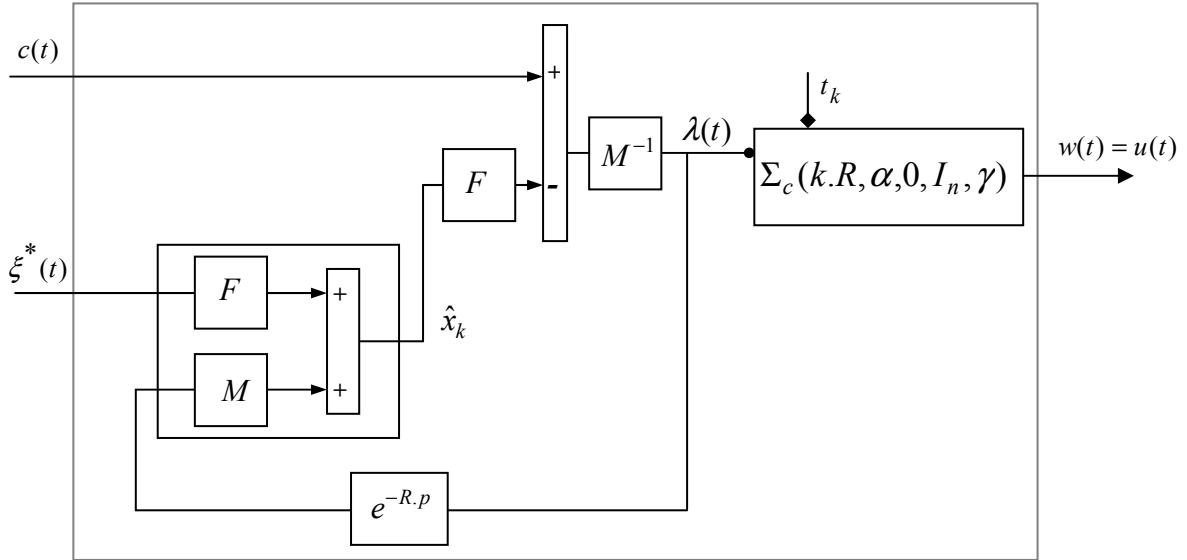 c(t)
+
t_k
λ(t)
M^{-1}
Σ_c(k.R,α,0,I_n,γ)
w(t) = u(t)
F
-
ξ^*(t)
F
+
x̂_k
M
+
e^{-R.p}